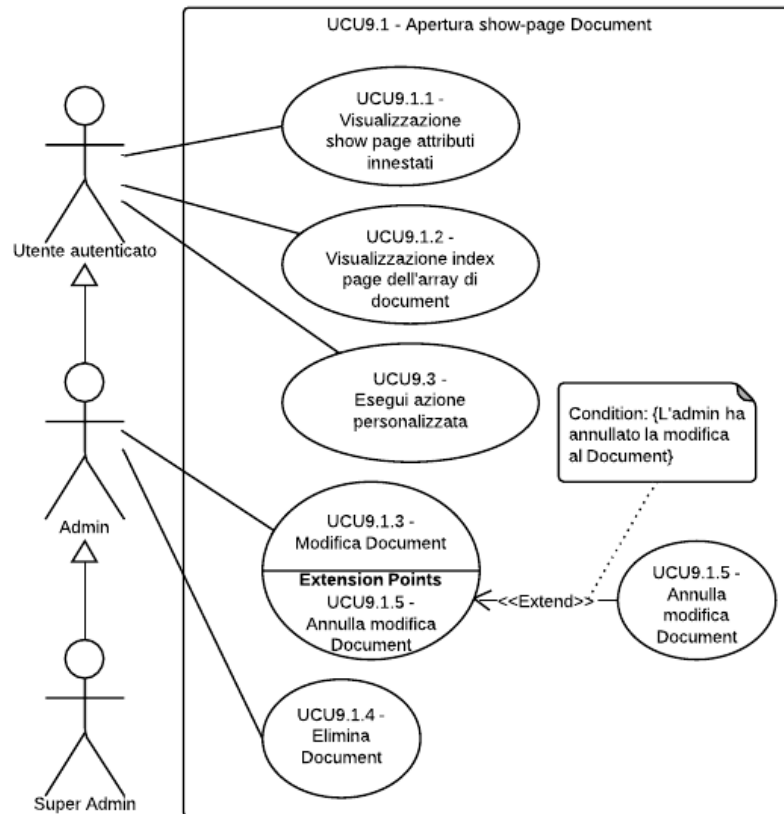 UCU9.1 - Apertura show-page Document
UCU9.1.1 -
Visualizzazione
show page attributi
innestati
Utente autenticato
UCU9.1.2 -
Visualizzazione index
page dell'array di
document
UCU9.3 -
Esegui azione
personalizzata
Condition: {L'admin ha
annullato la modifica
al Document}
Admin
UCU9.1.3 -
Modifica Document
Extension Points
UCU9.1.5 -
Annulla modifica
Document
<<Extend>>
UCU9.1.5 -
Annulla
modifica
Document
UCU9.1.4 -
Elimina
Document
Super Admin